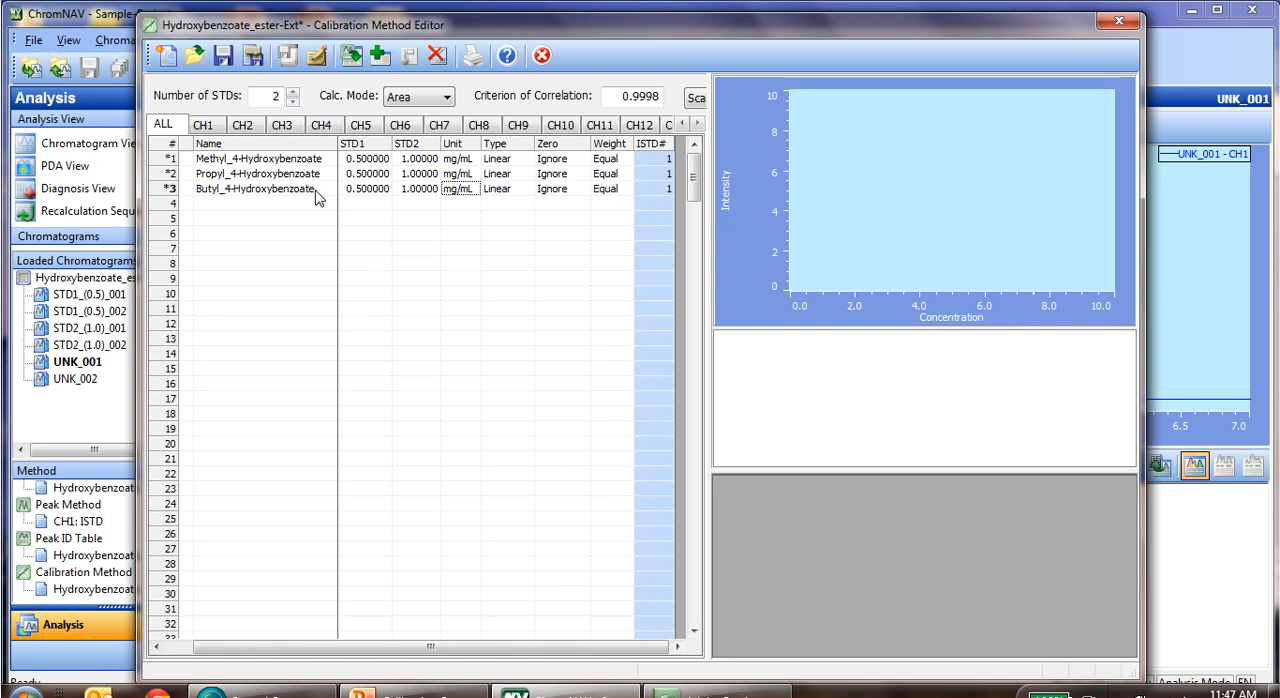 ChromNAV - Sample-
Hydroxybenzoate_ester-Ext* - Calibration Method Editor
File View Chroma
Analysis
Analysis View
Chromatogram Vie
PDA View
Diagnosis View
Recalculation Sequ
Chromatograms
Loaded Chromatograms
Hydroxybenzoate_es
STD1_(0.5)_001
STD1_(0.5)_002
STD2_(1.0)_001
STD2_(1.0)_002
UNK_001
UNK_002
Method
Hydroxybenzoat
Peak Method
CH1: ISTD
Peak ID Table
Hydroxybenzoat
Calibration Method
Hydroxybenzoat
Analysis
Ready
Number of STDs: 2 Calc. Mode: Area Criterion of Correlation: 0.9998 Sca
ALL CH1 CH2 CH3 CH4 CH5 CH6 CH7 CH8 CH9 CH10 CH11 CH12 C
# Name STD1 STD2 Unit Type Zero Weight ISTD#
*1 Methyl_4-Hydroxybenzoate 0.500000 1.00000 mg/mL Linear Ignore Equal 1
*2 Propyl_4-Hydroxybenzoate 0.500000 1.00000 mg/mL Linear Ignore Equal 1
*3 Butyl_4-Hydroxybenzoate 0.500000 1.00000 mg/mL Linear Ignore Equal 1
4
5
6
7
8
9
10
11
12
13
14
15
16
17
18
19
20
21
22
23
24
25
26
27
28
29
30
31
32
33
10
8
6
4
2
0
Intensity
0.0 2.0 4.0 6.0 8.0 10.0
Concentration
UNK_001
UNK_001 - CH1
6.5 7.0
Analysis Mode EN
11:47 AM